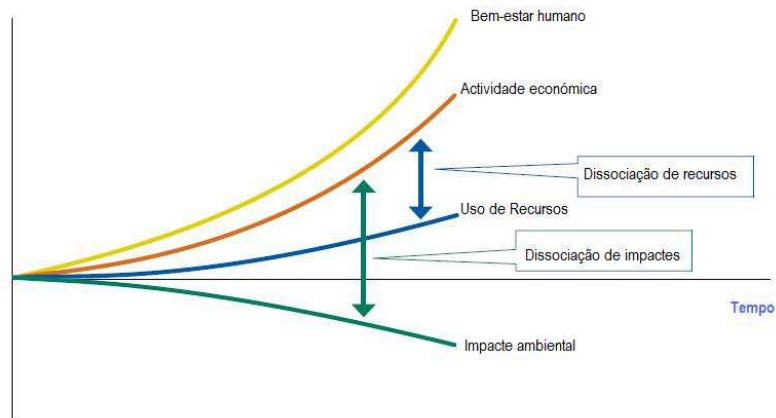 Bem-estar humano
Actividade económica
Dissociação de recursos
Uso de Recursos
Dissociação de impactes
Tempo
Impacte ambiental